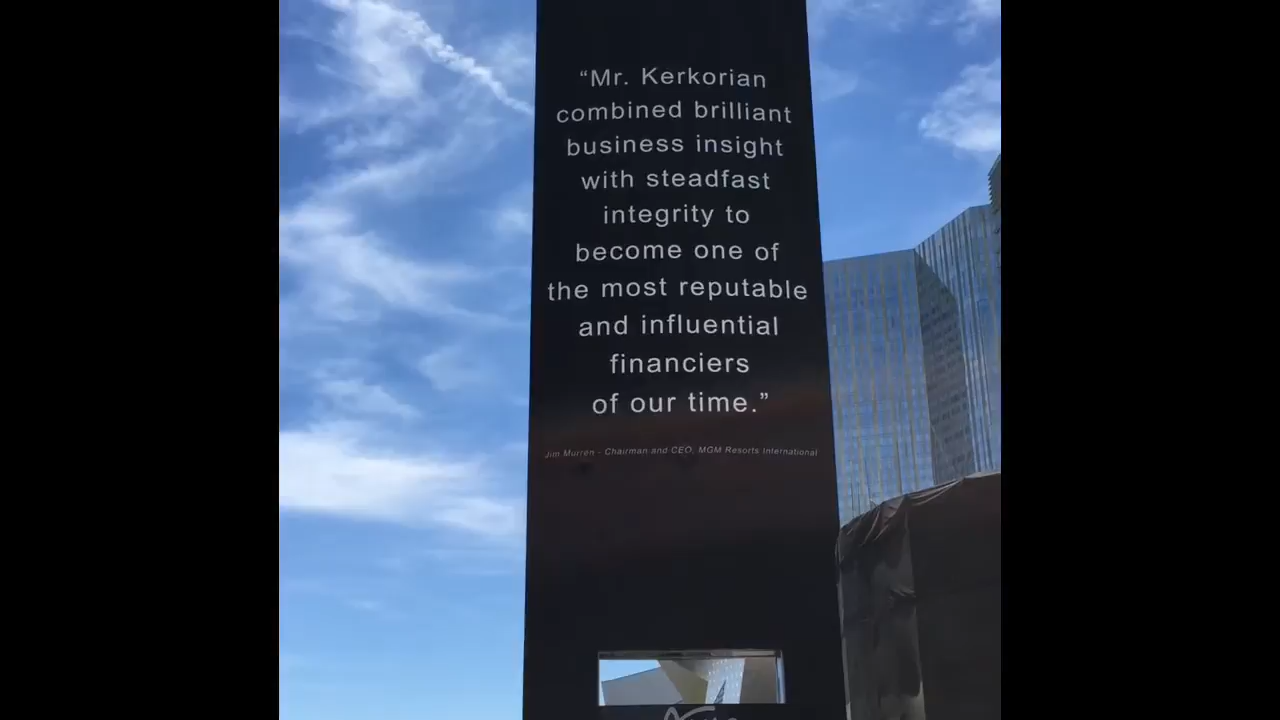 “Mr. Kerkorian
combined brilliant
business insight
with steadfast
integrity to
become one of
the most reputable
and influential
financiers
of our time.”
Jim Murren - Chairman and CEO, MGM Resorts International